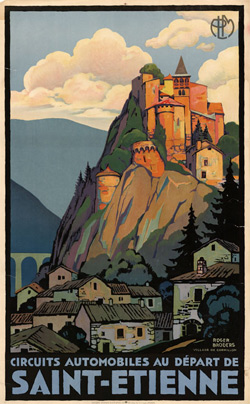 PLM
ROGER
BRODERS
CIRCUITS AUTOMOBILES AU DÉPART DE
SAINT-ETIENNE